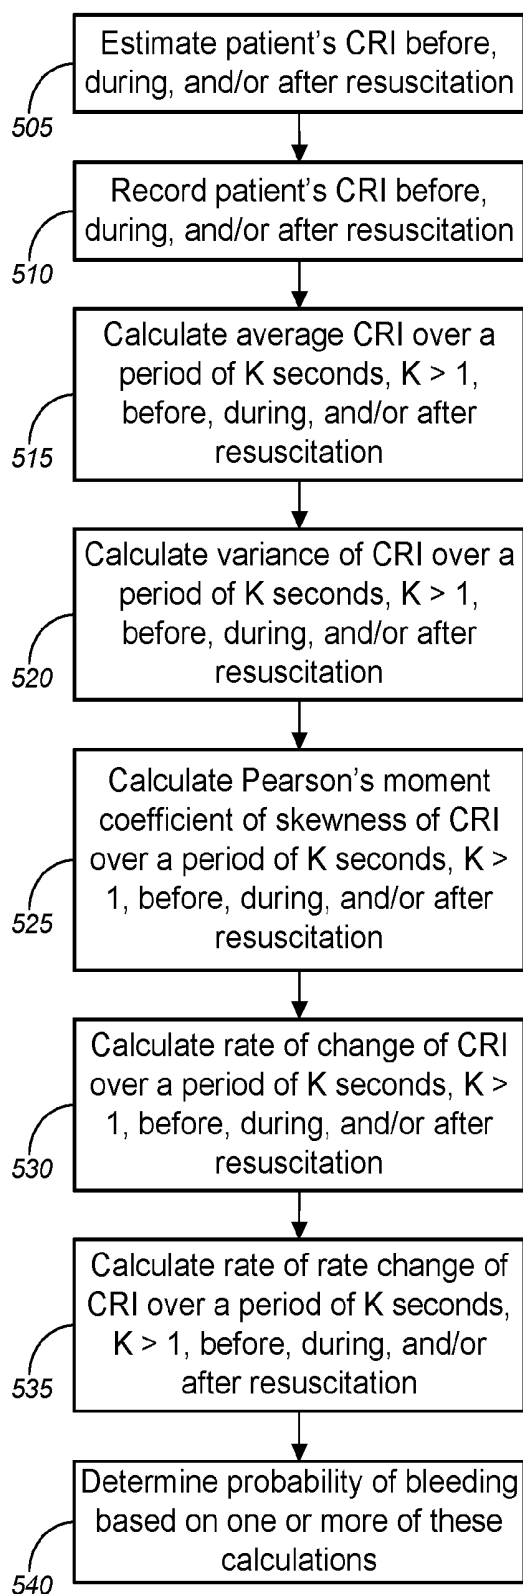 Estimate patient's CRI before,
during, and/or after resuscitation
505
Record patient's CRI before,
during, and/or after resuscitation
510
Calculate average CRI over a
period of K seconds, K > 1,
before, during, and/or after
resuscitation
515
Calculate variance of CRI over a
period of K seconds, K > 1,
before, during, and/or after
resuscitation
520
Calculate Pearson's moment
coefficient of skewness of CRI
over a period of K seconds, K >
1, before, during, and/or after
resuscitation
525
Calculate rate of change of CRI
over a period of K seconds, K >
1, before, during, and/or after
resuscitation
530
Calculate rate of rate change of
CRI over a period of K seconds,
K > 1, before, during, and/or
after resuscitation
535
Determine probability of bleeding
based on one or more of these
calculations
540